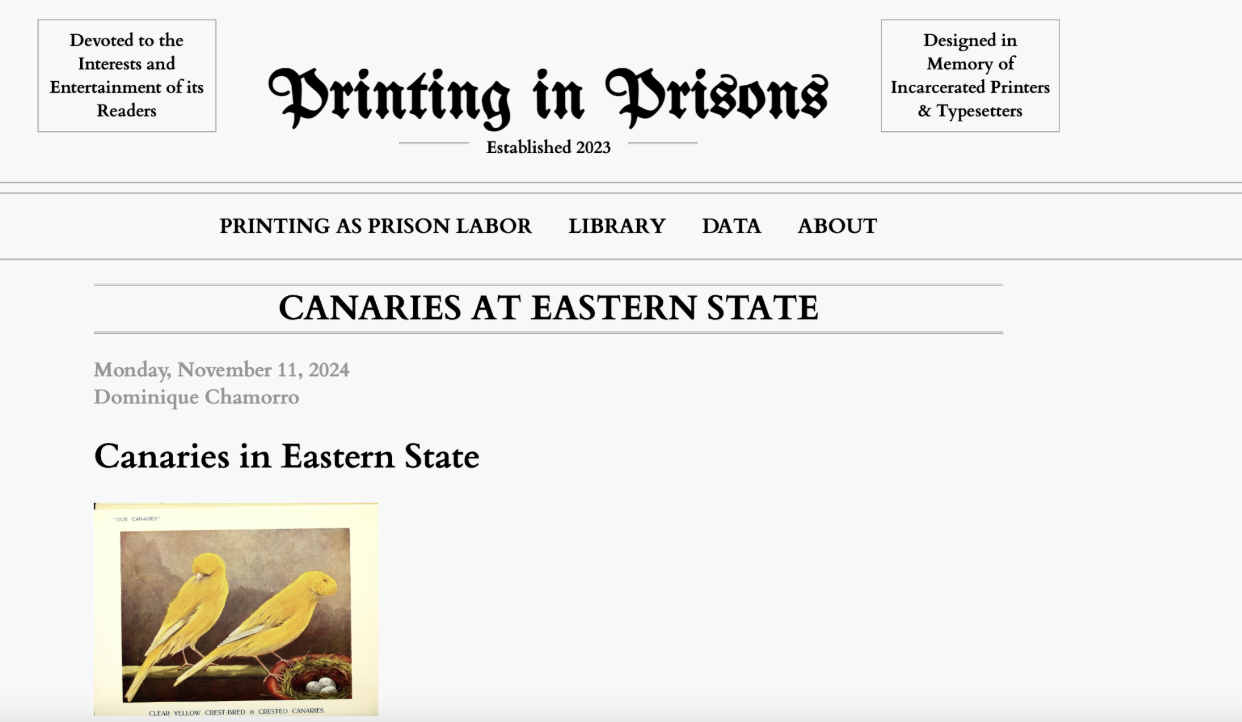 Devoted to the
Interests and
Entertainment of its
Readers
Printing in Prisons
Established 2023
Designed in
Memory of
Incarcerated Printers
& Typesetters
PRINTING AS PRISON LABOR LIBRARY DATA ABOUT
CANARIES AT EASTERN STATE
Monday, November 11, 2024
Dominique Chamorro
Canaries in Eastern State
"OUR CANARIES"
CLEAR YELLOW CREST-BRED & CRESTED CANARIES.